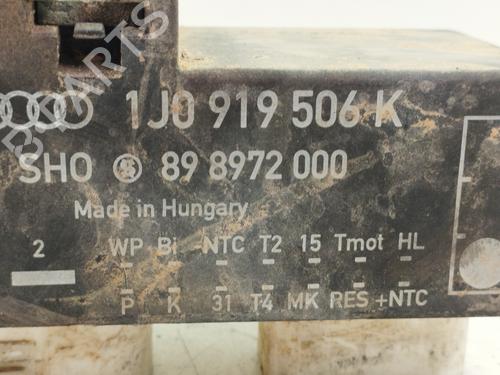 1J0 919 506 K
SHO 89 8972 000
Made in Hungary
2 WP Bi NTC T2 15 Tmot HL
P K 31 T4 MK RES +NTC